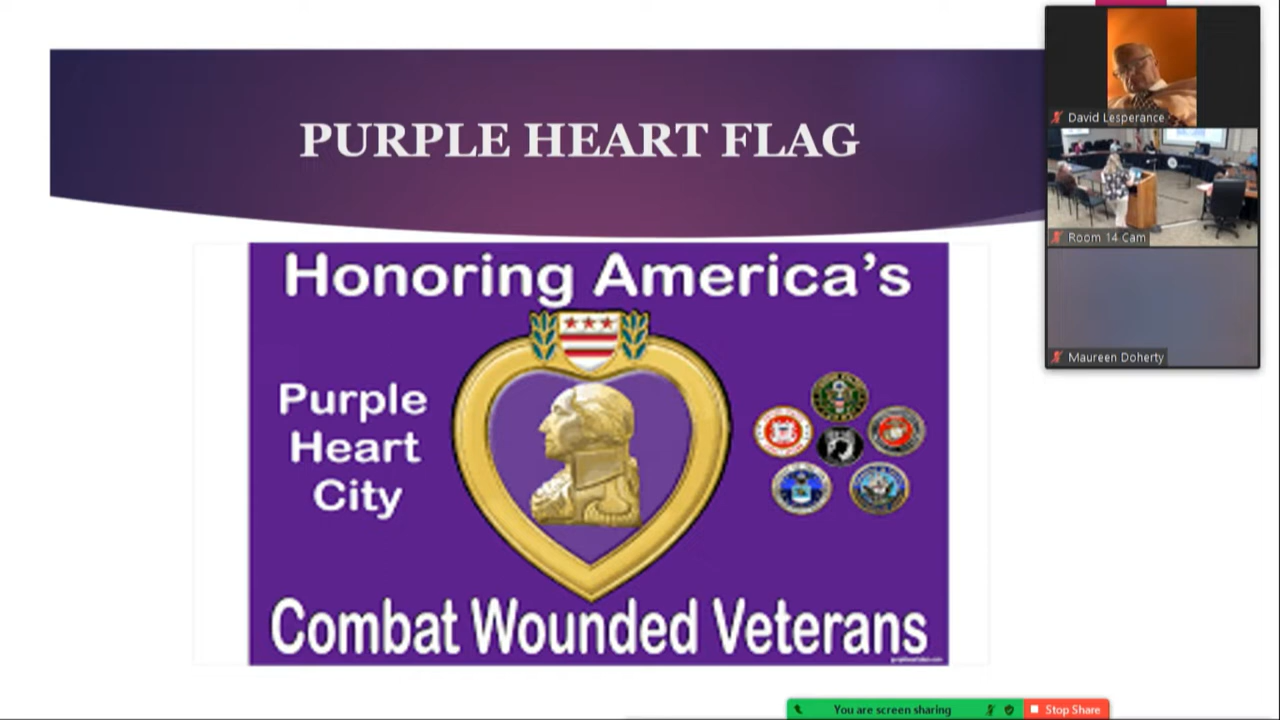 PURPLE HEART FLAG
Honoring America's
Purple
Heart
City
Combat Wounded Veterans
David Lesperance
Room 14 Cam
Maureen Doherty
You are screen sharing
Stop Share